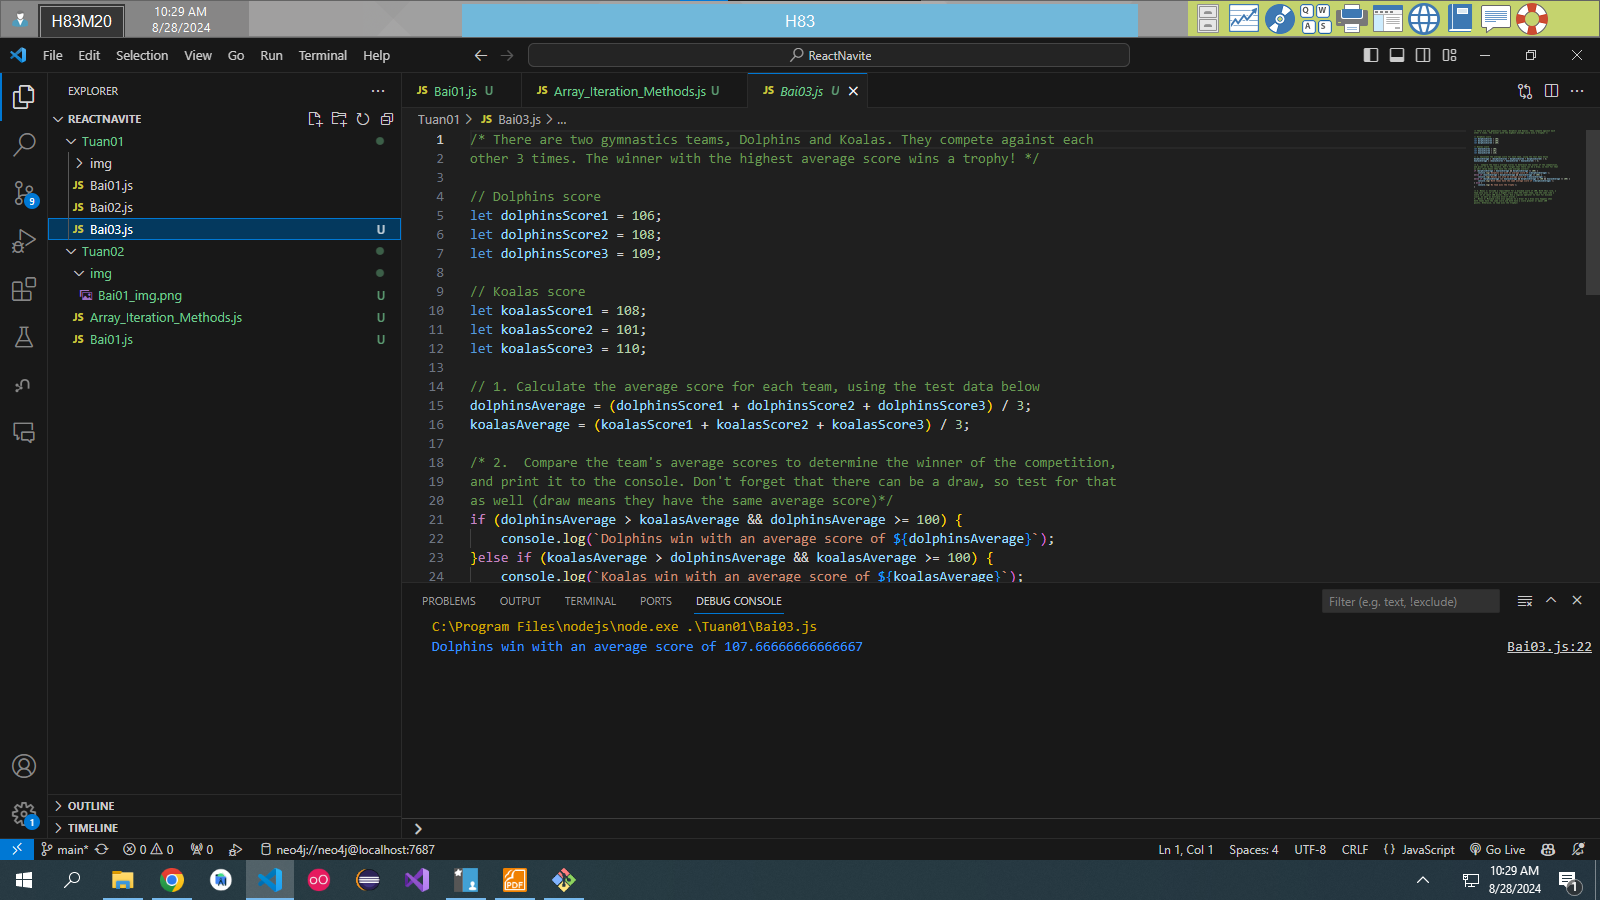 H83M20
10:29 AM
8/28/2024
H83
Q W
A S
File Edit Selection View Go Run Terminal Help
ReactNavite
EXPLORER
Bai01.js U
Array_Iteration_Methods.js U
Bai03.js U
REACTNAVITE
Tuan01
img
Bai01.js
Bai02.js
Bai03.js U
Tuan02
img
Bai01_img.png U
Array_Iteration_Methods.js U
Bai01.js U
Tuan01 > JS Bai03.js > ...
1 /* There are two gymnastics teams, Dolphins and Koalas. They compete against each
2 other 3 times. The winner with the highest average score wins a trophy! */
3
4 // Dolphins score
5 let dolphinsScore1 = 106;
6 let dolphinsScore2 = 108;
7 let dolphinsScore3 = 109;
8
9 // Koalas score
10 let koalasScore1 = 108;
11 let koalasScore2 = 101;
12 let koalasScore3 = 110;
13
14 // 1. Calculate the average score for each team, using the test data below
15 dolphinsAverage = (dolphinsScore1 + dolphinsScore2 + dolphinsScore3) / 3;
16 koalasAverage = (koalasScore1 + koalasScore2 + koalasScore3) / 3;
17
18 /* 2.  Compare the team's average scores to determine the winner of the competition,
19 and print it to the console. Don't forget that there can be a draw, so test for that
20 as well (draw means they have the same average score)*/
21 if (dolphinsAverage > koalasAverage && dolphinsAverage >= 100) {
22     console.log(`Dolphins win with an average score of ${dolphinsAverage}`);
23 }else if (koalasAverage > dolphinsAverage && koalasAverage >= 100) {
24     console.log(`Koalas win with an average score of ${koalasAverage}`);
PROBLEMS OUTPUT TERMINAL PORTS DEBUG CONSOLE
Filter (e.g. text, !exclude)
C:\Program Files\nodejs\node.exe .\Tuan01\Bai03.js
Dolphins win with an average score of 107.66666666666667
Bai03.js:22
OUTLINE
TIMELINE
main* 0 0 0 neo4j://neo4j@localhost:7687
Ln 1, Col 1 Spaces: 4 UTF-8 CRLF {} JavaScript Go Live
10:29 AM
8/28/2024